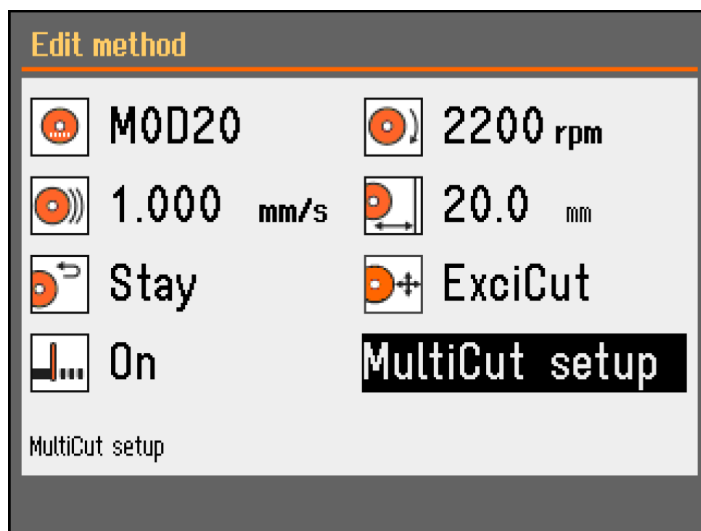 Edit method
M0D20 2200 rpm
1.000 mm/s 20.0 mm
Stay ExciCut
On MultiCut setup
MultiCut setup